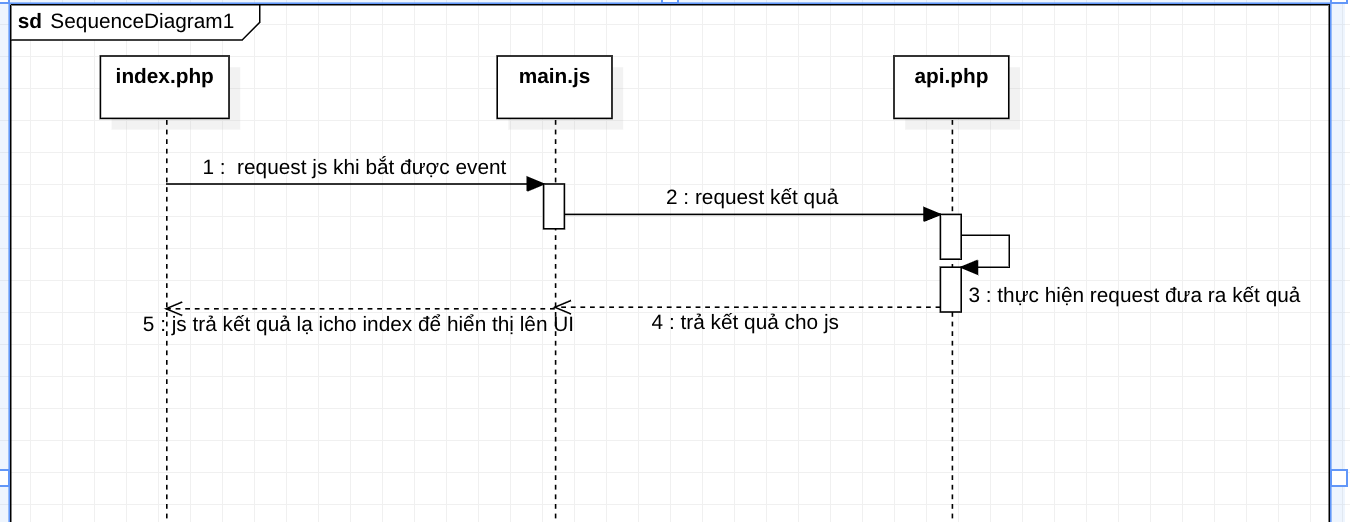 sd SequenceDiagram1
index.php
main.js
api.php
1 : request js khi bắt được event
2 : request kết quả
3 : thực hiện request đưa ra kết quả
4 : trả kết quả cho js
5 : js trả kết quả lạ icho index để hiển thị lên UI